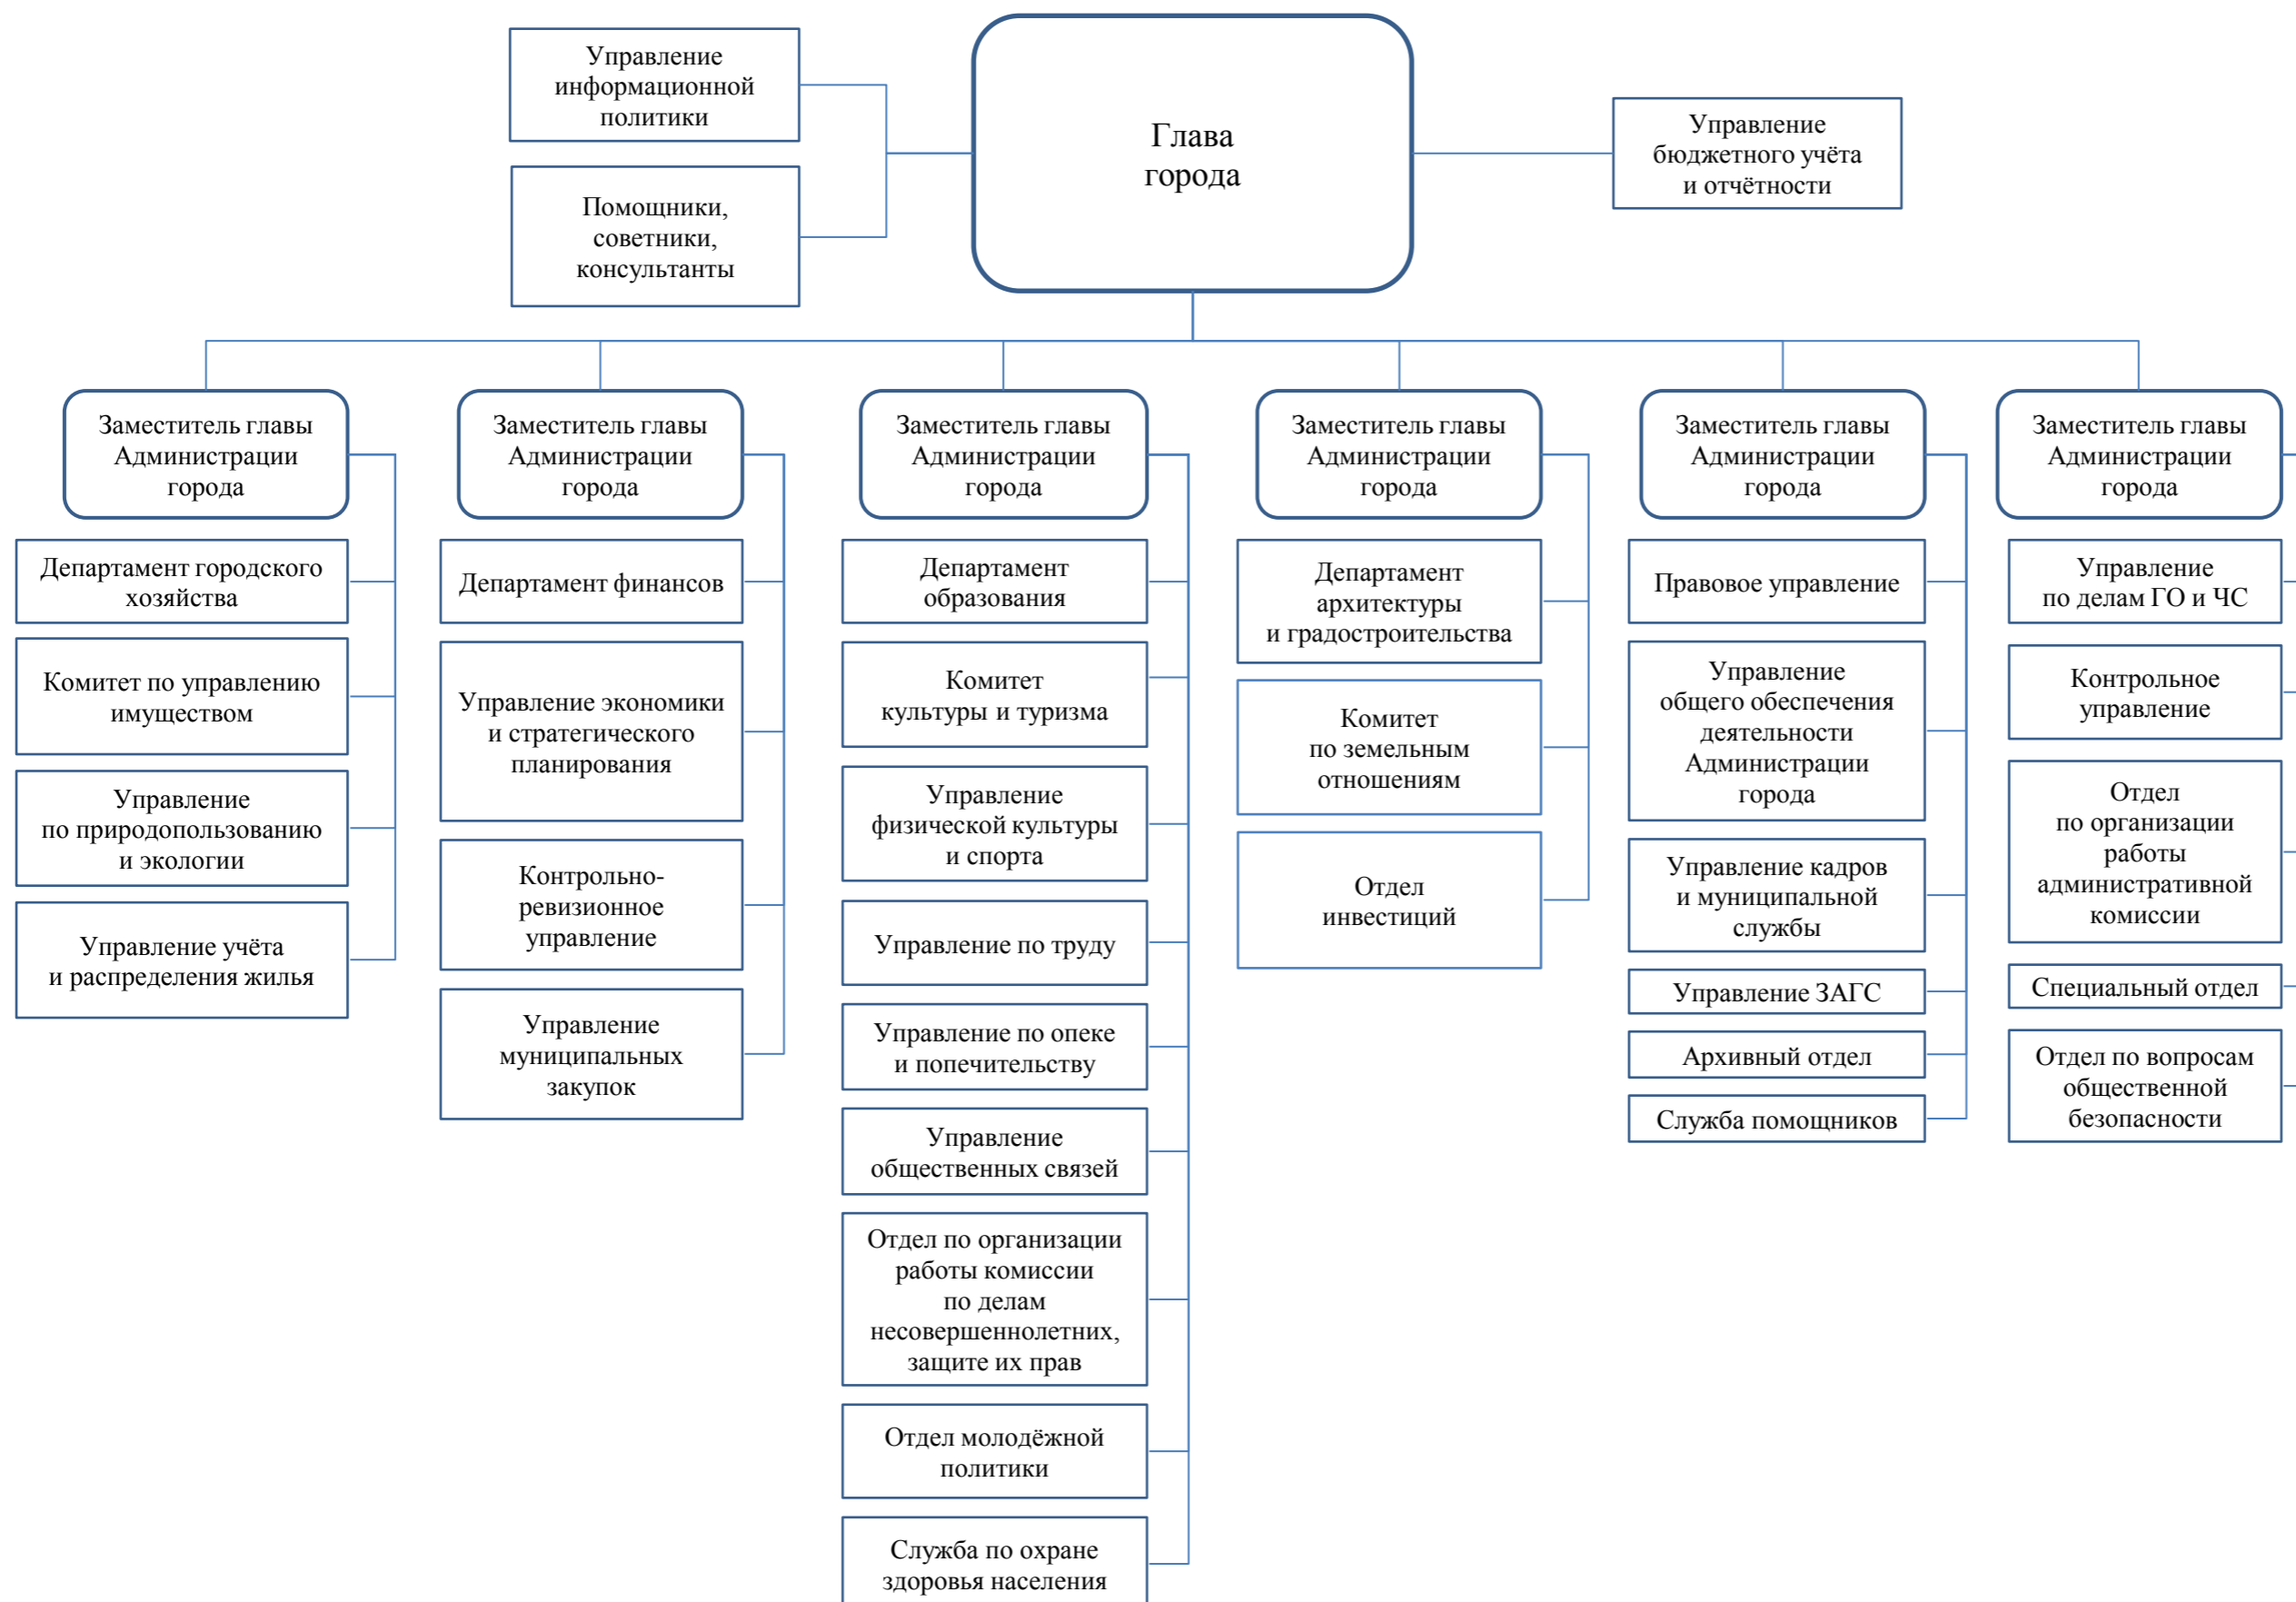 Управление
информационной
политики
Помощники,
советники,
консультанты
Глава
города
Управление
бюджетного учёта
и отчётности
Заместитель главы
Администрации
города
Департамент городского
хозяйства
Комитет по управлению
имуществом
Управление
по природопользованию
и экологии
Управление учёта
и распределения жилья
Заместитель главы
Администрации
города
Департамент финансов
Управление экономики
и стратегического
планирования
Контрольно-
ревизионное
управление
Управление
муниципальных
закупок
Заместитель главы
Администрации
города
Департамент
образования
Комитет
культуры и туризма
Управление
физической культуры
и спорта
Управление по труду
Управление по опеке
и попечительству
Управление
общественных связей
Отдел по организации
работы комиссии
по делам
несовершеннолетних,
защите их прав
Отдел молодёжной
политики
Служба по охране
здоровья населения
Заместитель главы
Администрации
города
Департамент
архитектуры
и градостроительства
Комитет
по земельным
отношениям
Отдел
инвестиций
Заместитель главы
Администрации
города
Правовое управление
Управление
общего обеспечения
деятельности
Администрации
города
Управление кадров
и муниципальной
службы
Управление ЗАГС
Архивный отдел
Служба помощников
Заместитель главы
Администрации
города
Управление
по делам ГО и ЧС
Контрольное
управление
Отдел
по организации
работы
административной
комиссии
Специальный отдел
Отдел по вопросам
общественной
безопасности